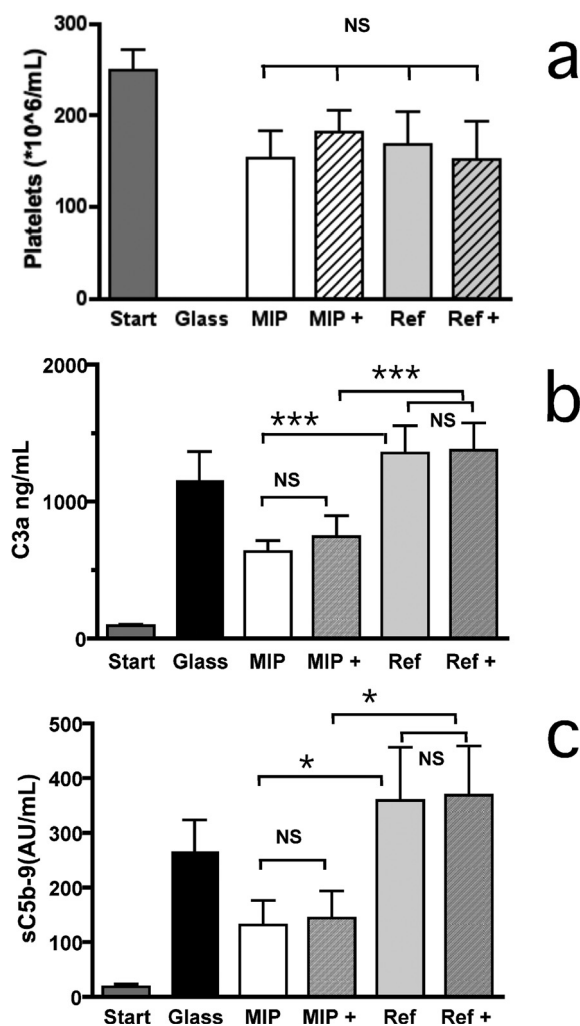 a
NS
Platelets (*10^6/mL)
300
200
100
0
Start Glass MIP MIP + Ref Ref +
b
***
***
NS
NS
C3a ng/mL
2000
1000
0
Start Glass MIP MIP + Ref Ref +
c
*
*
NS
NS
sC5b-9(AU/mL)
500
400
300
200
100
0
Start Glass MIP MIP + Ref Ref +